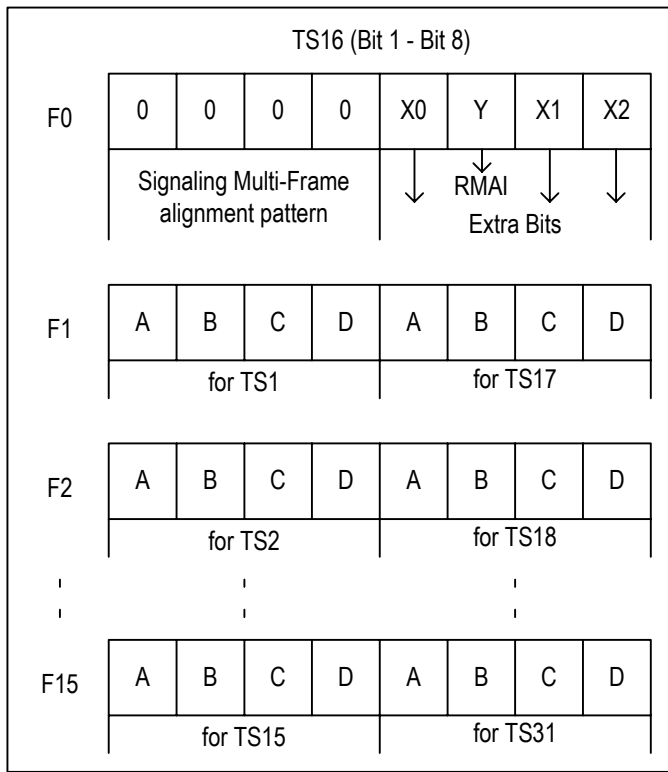 TS16 (Bit 1 - Bit 8)
F0 0 0 0 0 X0 Y X1 X2
Signaling Multi-Frame
alignment pattern
RMAI
Extra Bits
F1 A B C D A B C D
for TS1 for TS17
F2 A B C D A B C D
for TS2 for TS18
F15 A B C D A B C D
for TS15 for TS31